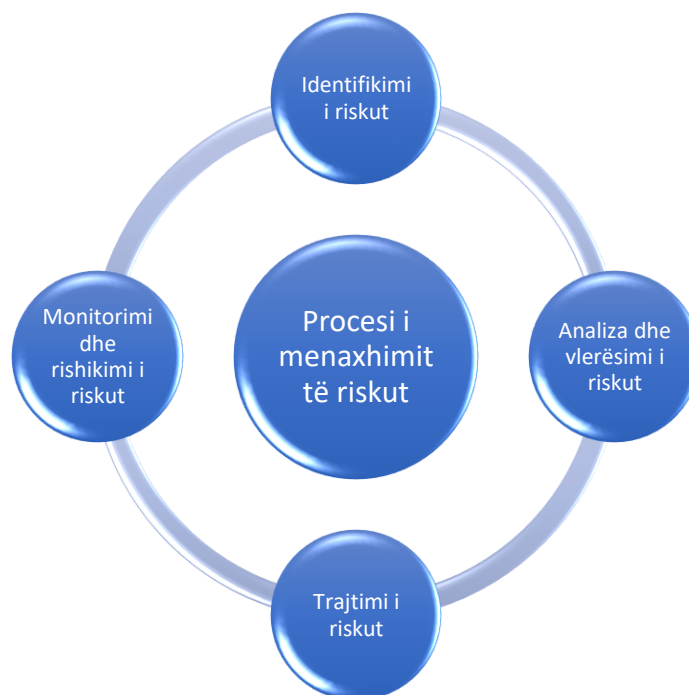 Identifikimi
i riskut
Procesi i
menaxhimit
të riskut
Analiza dhe
vlerësimi i
riskut
Trajtimi i
riskut
Monitorimi
dhe
rishikimi i
riskut